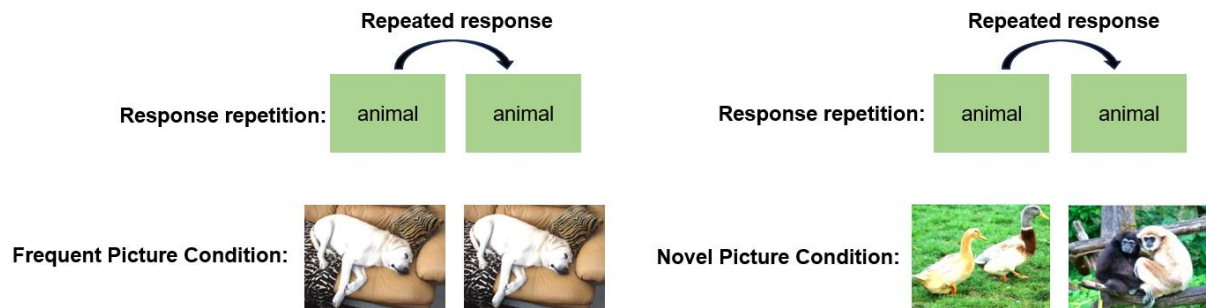 Repeated response
Response repetition: animal animal
Frequent Picture Condition:
Repeated response
Response repetition: animal animal
Novel Picture Condition: